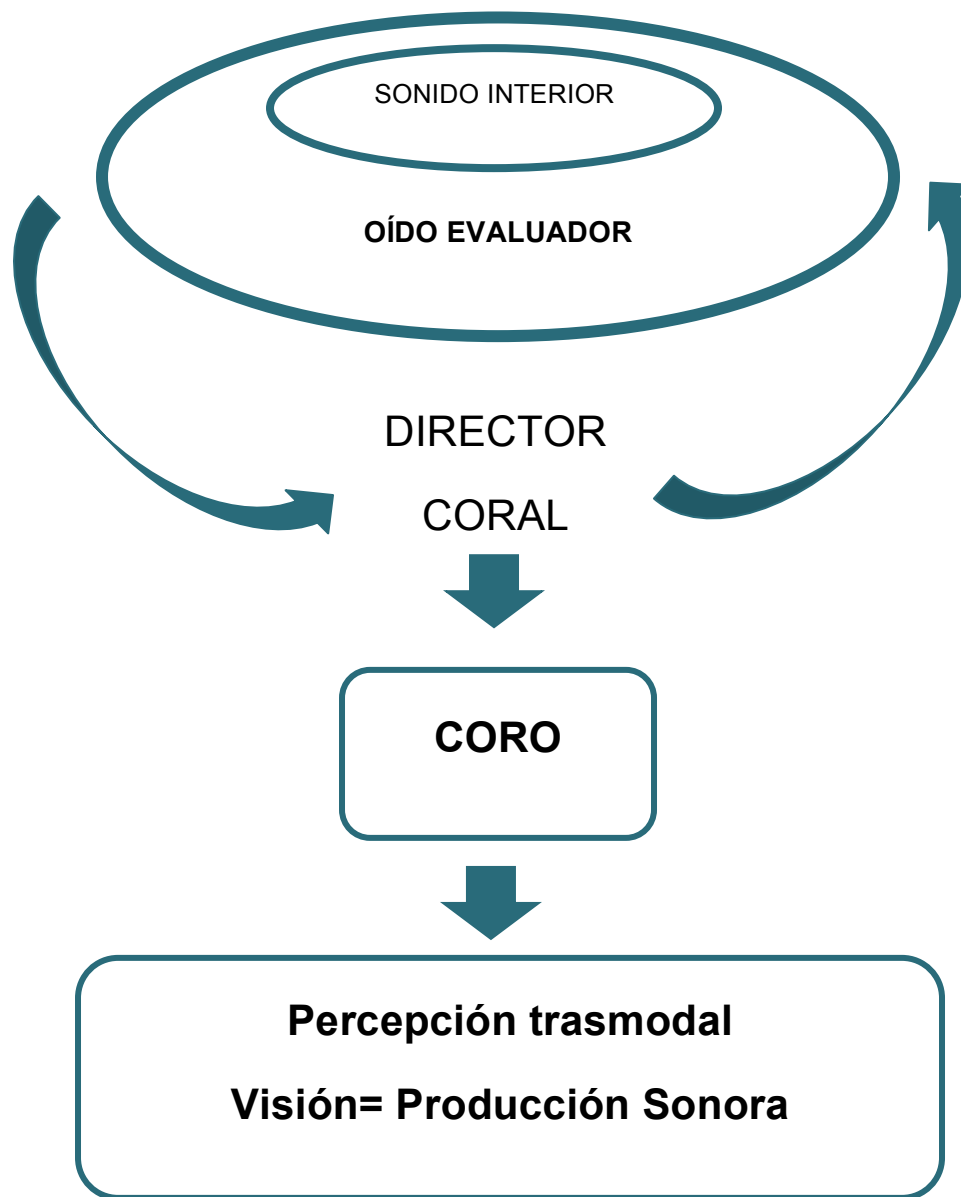 SONIDO INTERIOR
OÍDO EVALUADOR
DIRECTOR
CORAL
CORO
Percepción trasmodal
Visión= Producción Sonora